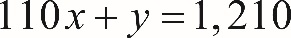 110x + y = 1,210